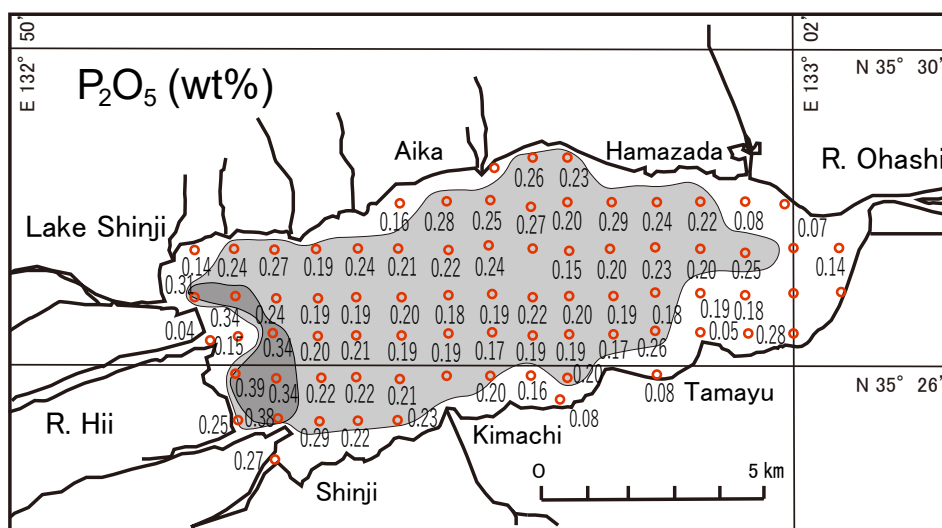 E 132° 50'
P₂O₅ (wt%)
E 133° 02'
N 35° 30'
Aika
Hamazada
R. Ohashi
0.26 0.23
0.16 0.28 0.25 0.27 0.20 0.29 0.24 0.22 0.08 0.07
Lake Shinji
0.14 0.24 0.27 0.19 0.24 0.21 0.22 0.24 0.15 0.20 0.23 0.20 0.25 0.14
0.31
0.34 0.24 0.19 0.19 0.20 0.18 0.19 0.22 0.20 0.19 0.18 0.19 0.18
0.04 0.15 0.34 0.20 0.21 0.19 0.19 0.17 0.19 0.19 0.17 0.26 0.05 0.28
N 35° 26'
0.39 0.34 0.22 0.22 0.21 0.20 0.16 0.20 0.08
Tamayu
R. Hii
0.25 0.38 0.29 0.22 0.23 0.08
Kimachi
0.27
Shinji
0 5 km